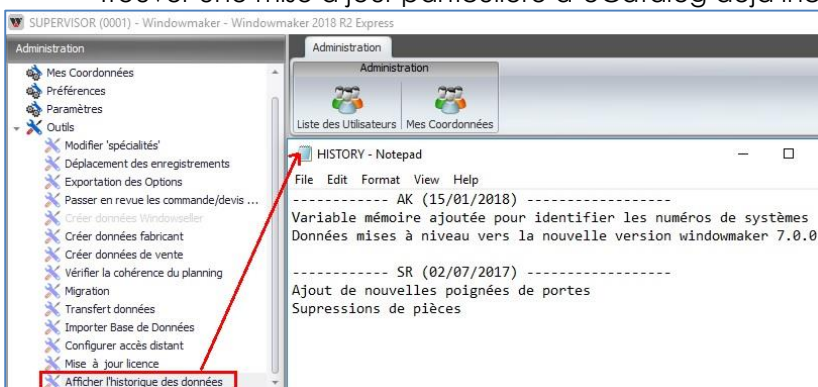 SUPERVISOR (0001) - Windowmaker - Windowmaker 2018 R2 Express
Administration
Mes Coordonnées
Préférences
Paramètres
Outils
Modifier 'spécialités'
Déplacement des enregistrements
Exportation des Options
Passer en revue les commande/devis ...
Créer données Windowseller
Créer données fabricant
Créer données de vente
Vérifier la cohérence du planning
Migration
Transfert données
Importer Base de Données
Configurer accès distant
Mise à jour licence
Afficher l'historique des données
Administration
Administration
Liste des Utilisateurs
Mes Coordonnées
HISTORY - Notepad
File Edit Format View Help
------------ AK (15/01/2018) ------------------
Variable mémoire ajoutée pour identifier les numéros de systèmes
Données mises à niveau vers la nouvelle version windowmaker 7.0.0
------------ SR (02/07/2017) ------------------
Ajout de nouvelles poignées de portes
Supressions de pièces